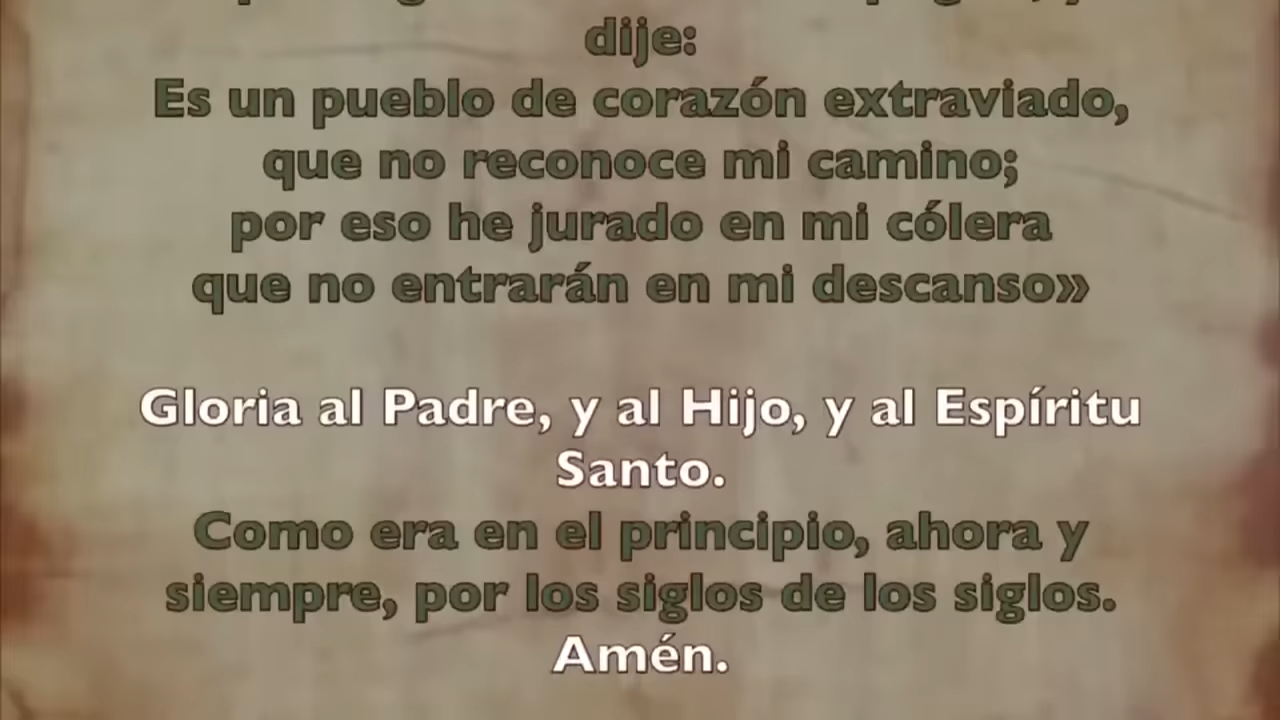 dije:
Es un pueblo de corazón extraviado,
que no reconoce mi camino;
por eso he jurado en mi cólera
que no entrarán en mi descanso»
Gloria al Padre, y al Hijo, y al Espíritu
Santo.
Como era en el principio, ahora y
siempre, por los siglos de los siglos.
Amén.